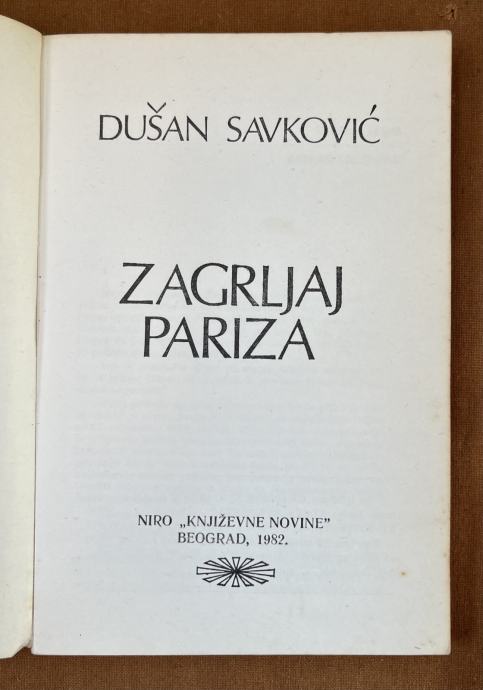 DUŠAN SAVKOVIĆ
ZAGRLJAJ
PARIZA
NIRO „KNJIŽEVNE NOVINE”
BEOGRAD, 1982.